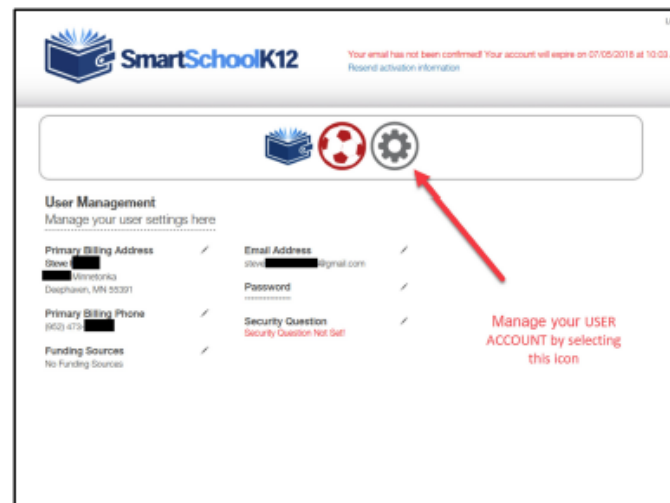 SmartSchoolK12
Your email has not been confirmed! Your account will expire on 07/05/2018 at 10:03
Resend activation information
User Management
Manage your user settings here
Primary Billing Address
Steve
Minnetonka
Deephaven, MN 55391
Primary Billing Phone
(952) 473-
Funding Sources
No Funding Sources
Email Address
steve @gmail.com
Password
Security Question
Security Question Not Set!
Manage your USER
ACCOUNT by selecting
this icon